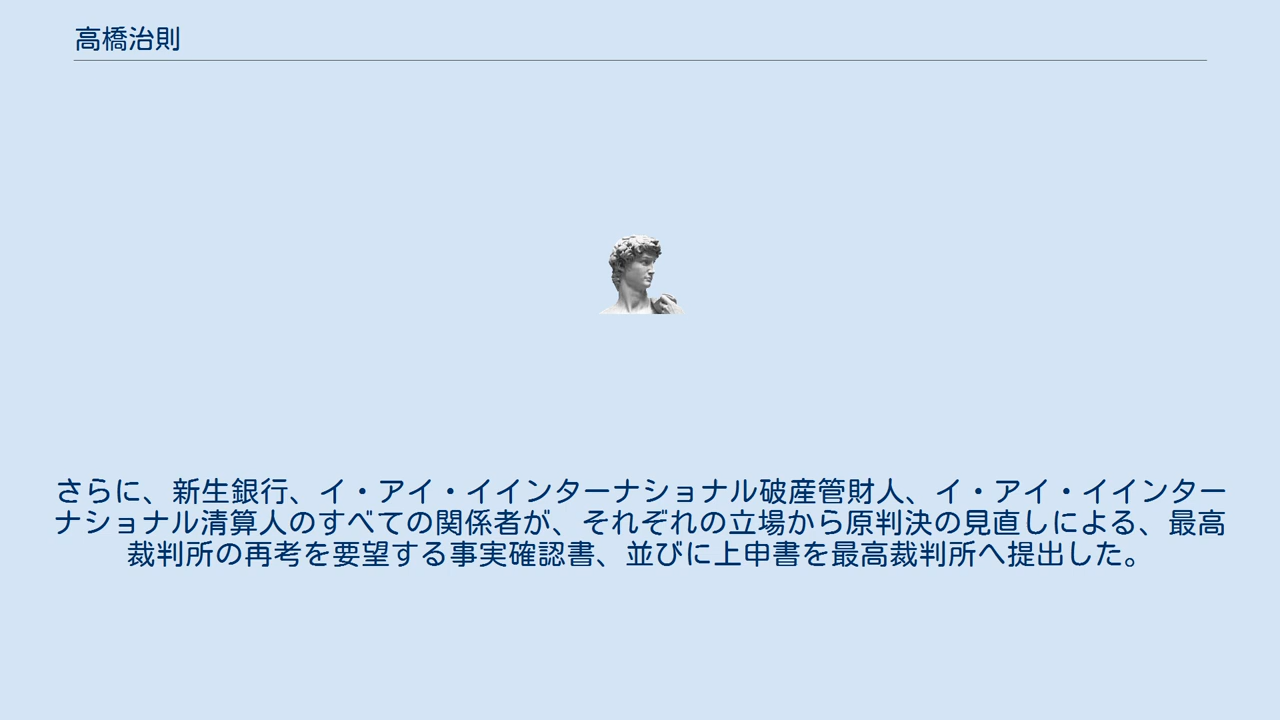 高橋治則
さらに、新生銀行、イ・アイ・イインターナショナル破産管財人、イ・アイ・イインター
ナショナル清算人のすべての関係者が、それぞれの立場から原判決の見直しによる、最高
裁判所の再考を要望する事実確認書、並びに上申書を最高裁判所へ提出した。